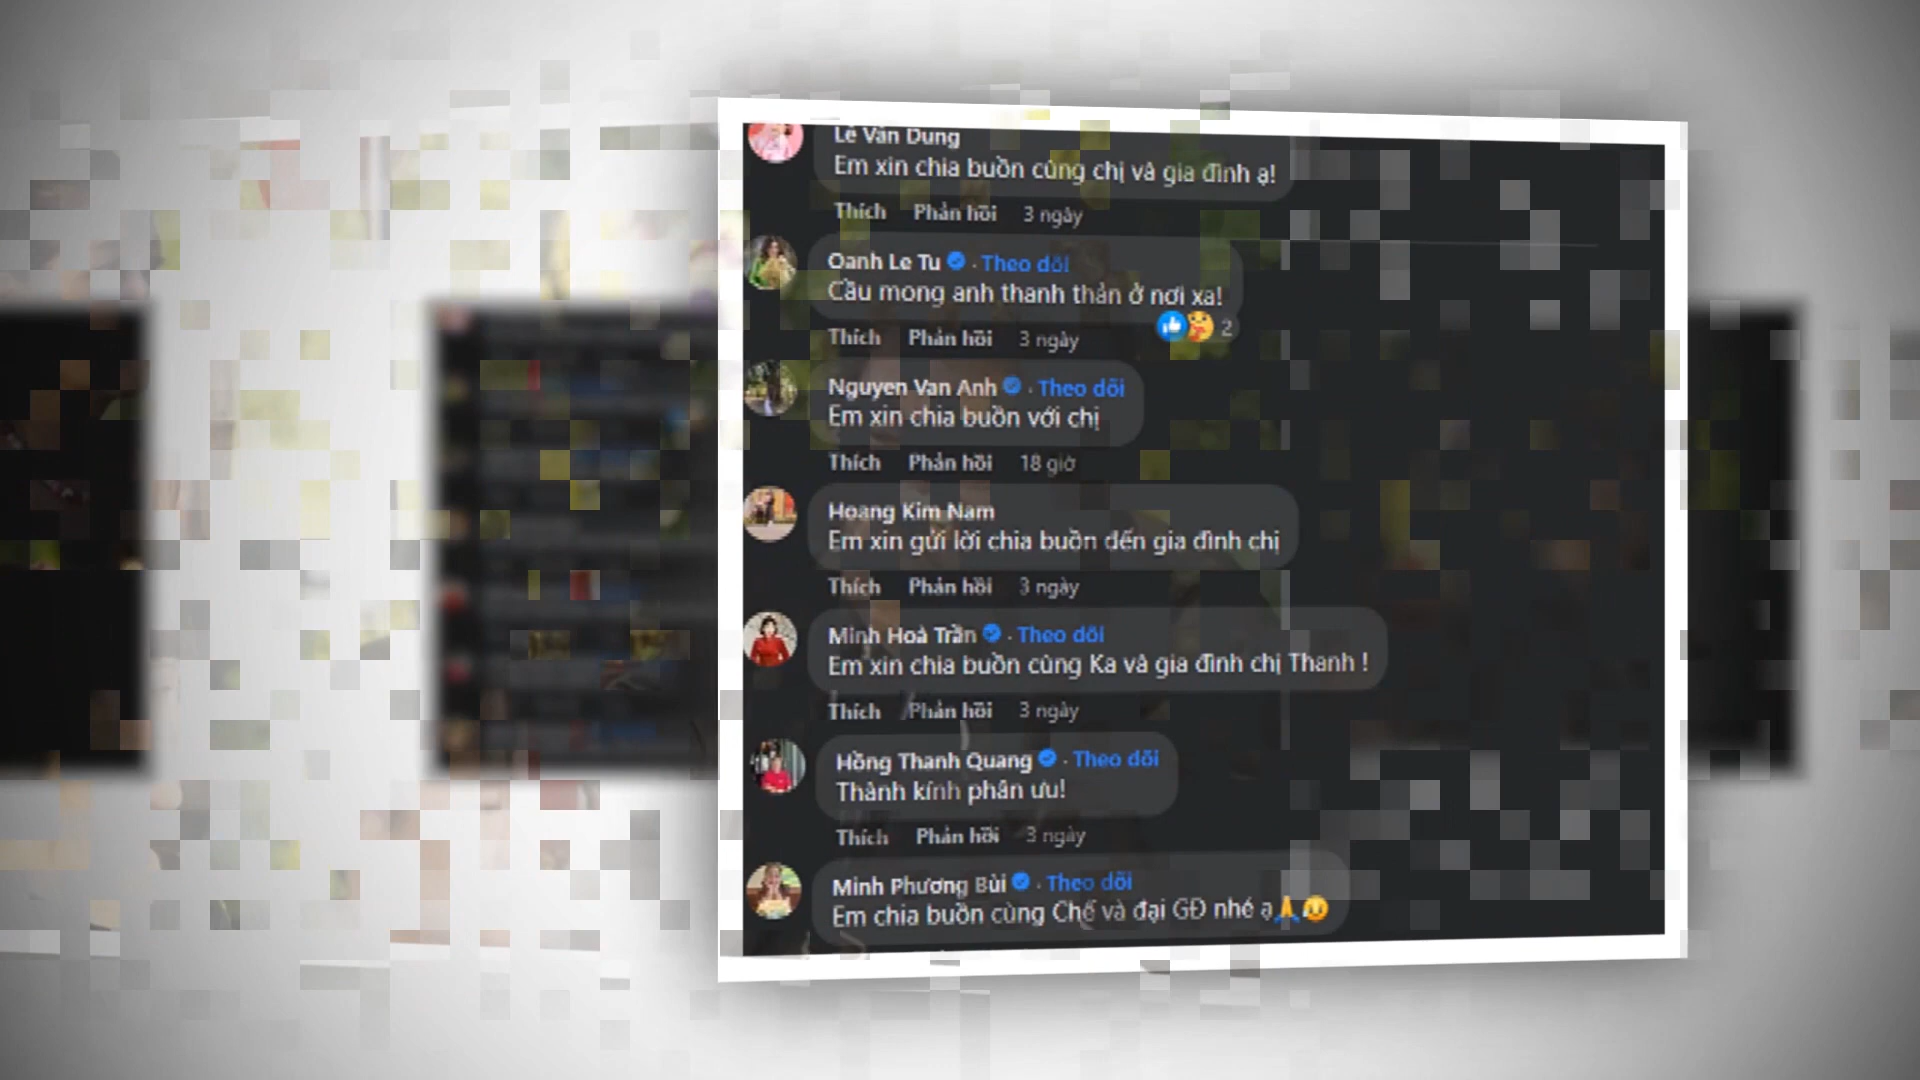 Lê Vân Dung
Em xin chia buồn cùng chị và gia đình ạ!
Thích Phản hồi 3 ngày
Oanh Le Tu · Theo dõi
Cầu mong anh thanh thản ở nơi xa!
2
Thích Phản hồi 3 ngày
Nguyen Van Anh · Theo dõi
Em xin chia buồn với chị
Thích Phản hồi 18 giờ
Hoang Kim Nam
Em xin gửi lời chia buồn đến gia đình chị
Thích Phản hồi 3 ngày
Minh Hoà Trần · Theo dõi
Em xin chia buồn cùng Ka và gia đình chị Thanh !
Thích Phản hồi 3 ngày
Hồng Thanh Quang · Theo dõi
Thành kính phân ưu!
Thích Phản hồi 3 ngày
Minh Phương Bùi · Theo dõi
Em chia buồn cùng Chế và đại GĐ nhé ạ🙏😞